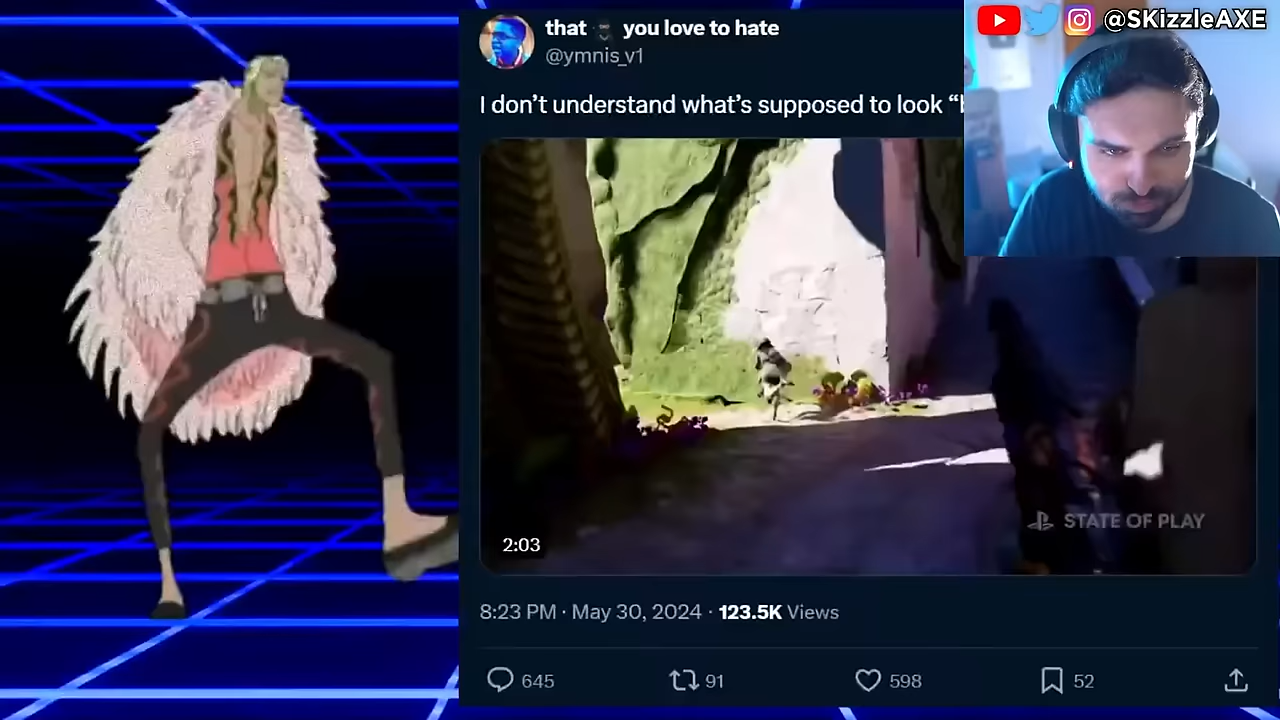 that you love to hate
@ymnis_v1
@SKizzleAXE
I don’t understand what’s supposed to look “
STATE OF PLAY
2:03
8:23 PM · May 30, 2024 · 123.5K Views
645 91 598 52